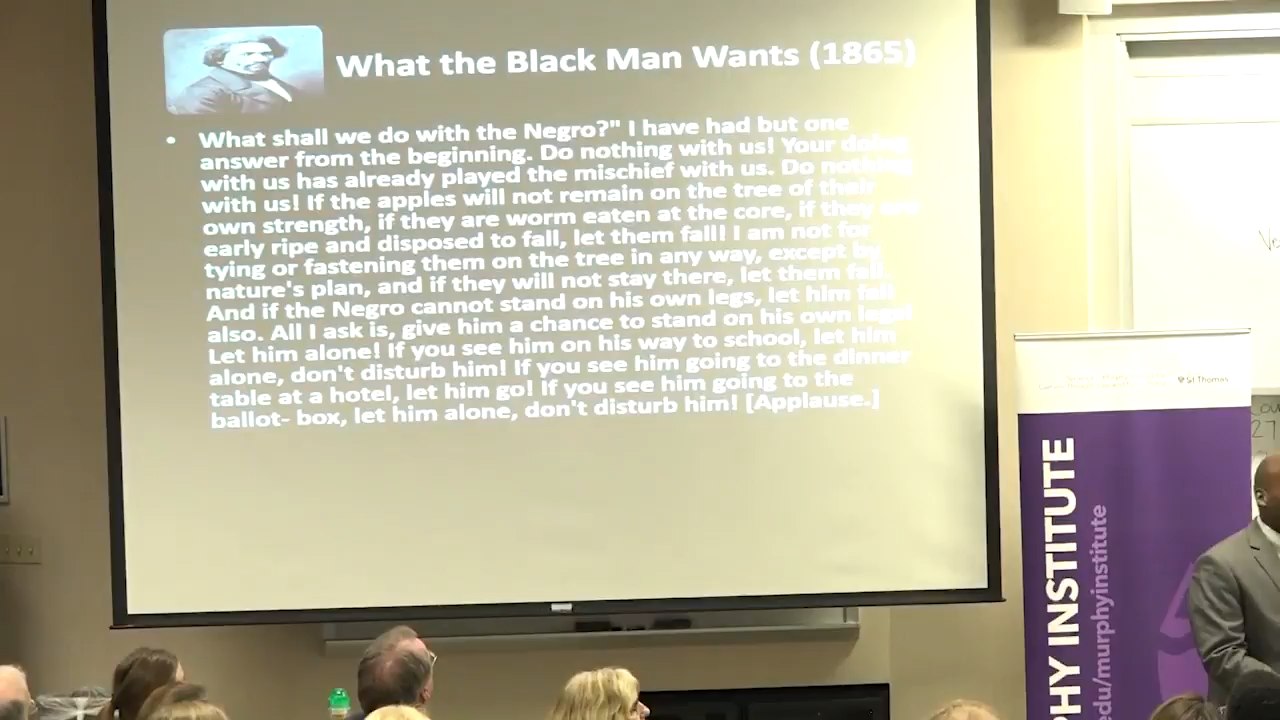 What the Black Man Wants (1865)
• What shall we do with the Negro?" I have had but one
answer from the beginning. Do nothing with us! Your doing
with us has already played the mischief with us. Do nothing
with us! If the apples will not remain on the tree of their
own strength, if they are worm eaten at the core, if they are
early ripe and disposed to fall, let them fall! I am not for
tying or fastening them on the tree in any way, except by
nature's plan, and if they will not stay there, let them fall.
And if the Negro cannot stand on his own legs, let him fall
also. All I ask is, give him a chance to stand on his own legs!
Let him alone! If you see him on his way to school, let him
alone, don't disturb him! If you see him going to the dinner
table at a hotel, let him go! If you see him going to the
ballot- box, let him alone, don't disturb him! [Applause.]
St. Thomas
PHY INSTITUTE
edu/murphyinstitute
27